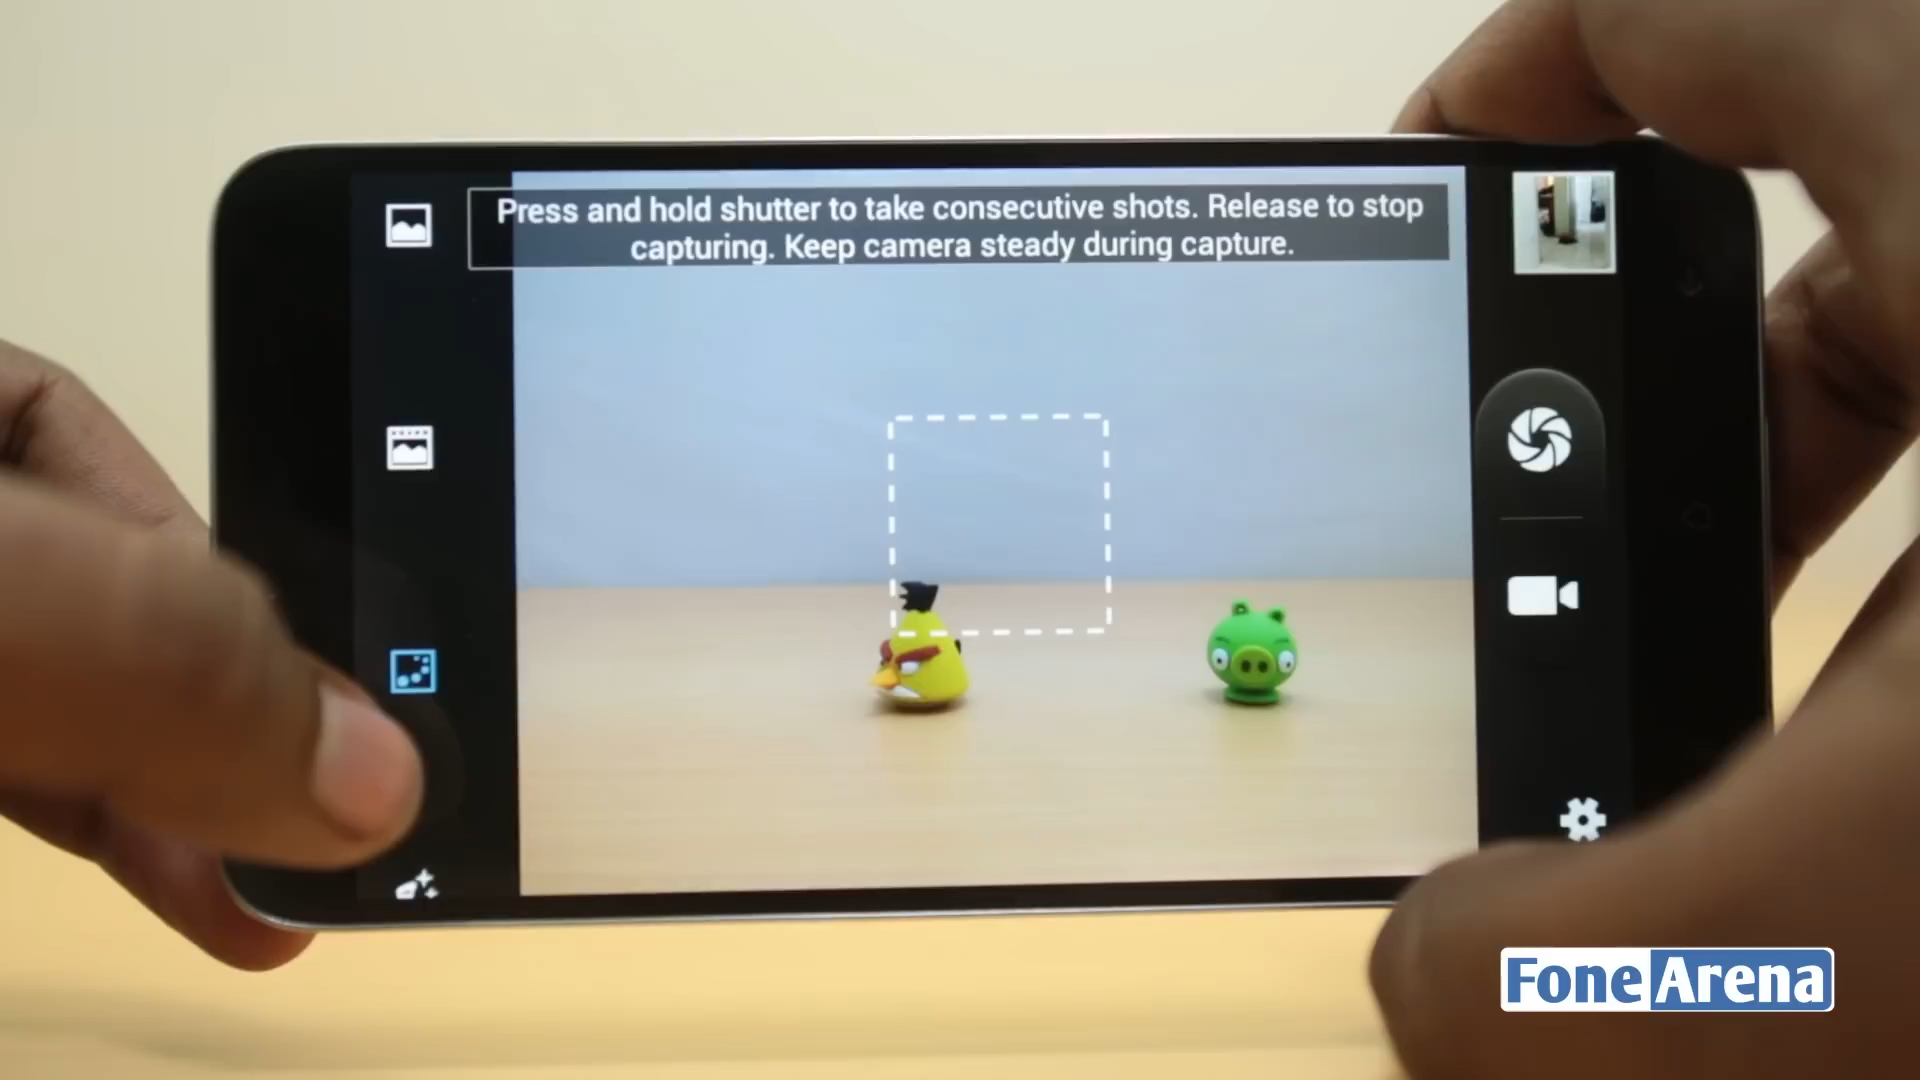 Press and hold shutter to take consecutive shots. Release to stop
capturing. Keep camera steady during capture.
FoneArena